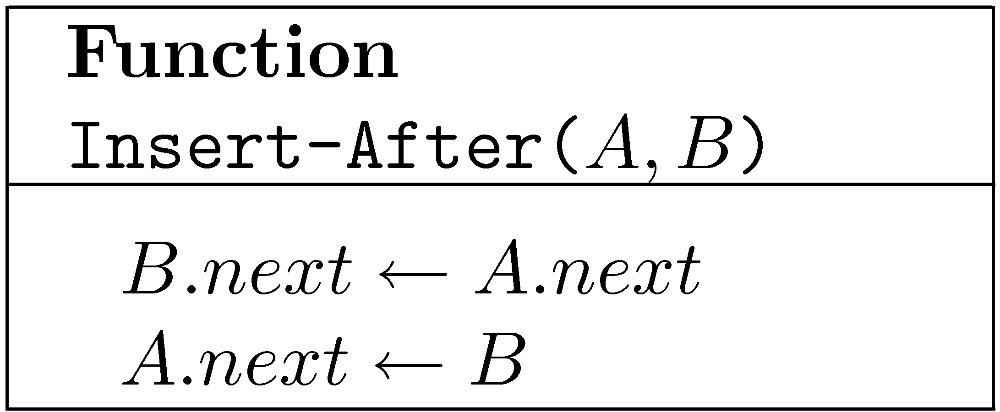 Function
Insert-After(A, B)
B.next ← A.next
A.next ← B